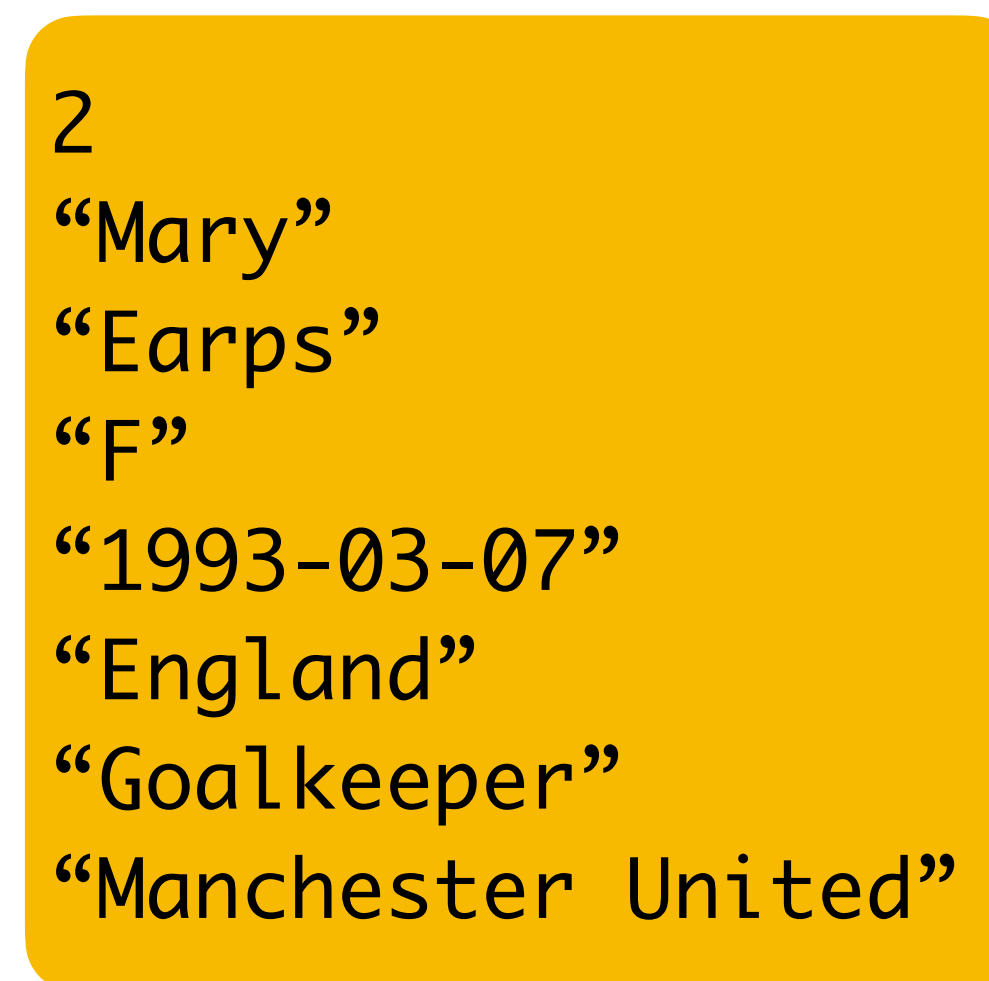 2
“Mary”
“Earps”
“F”
“1993-03-07”
“England”
“Goalkeeper”
“Manchester United”